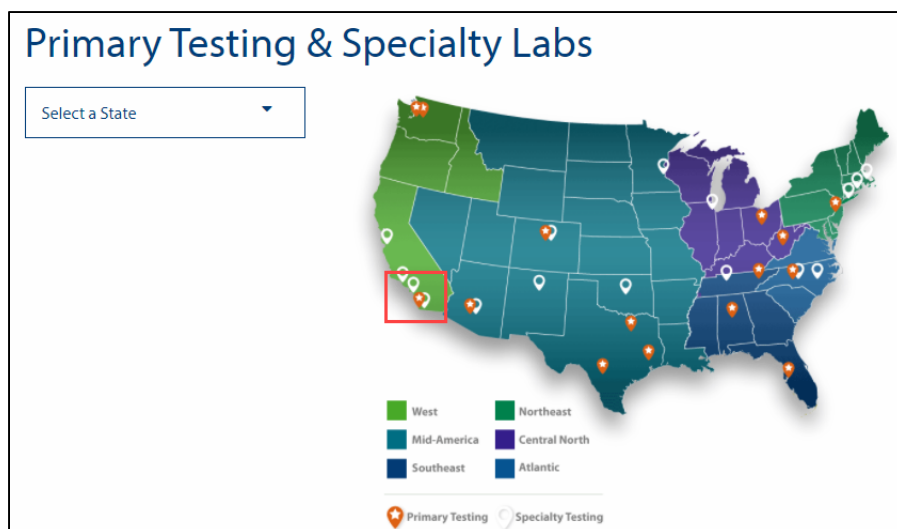 Primary Testing & Specialty Labs
Select a State
West
Northeast
Mid-America
Central North
Southeast
Atlantic
Primary Testing
Specialty Testing